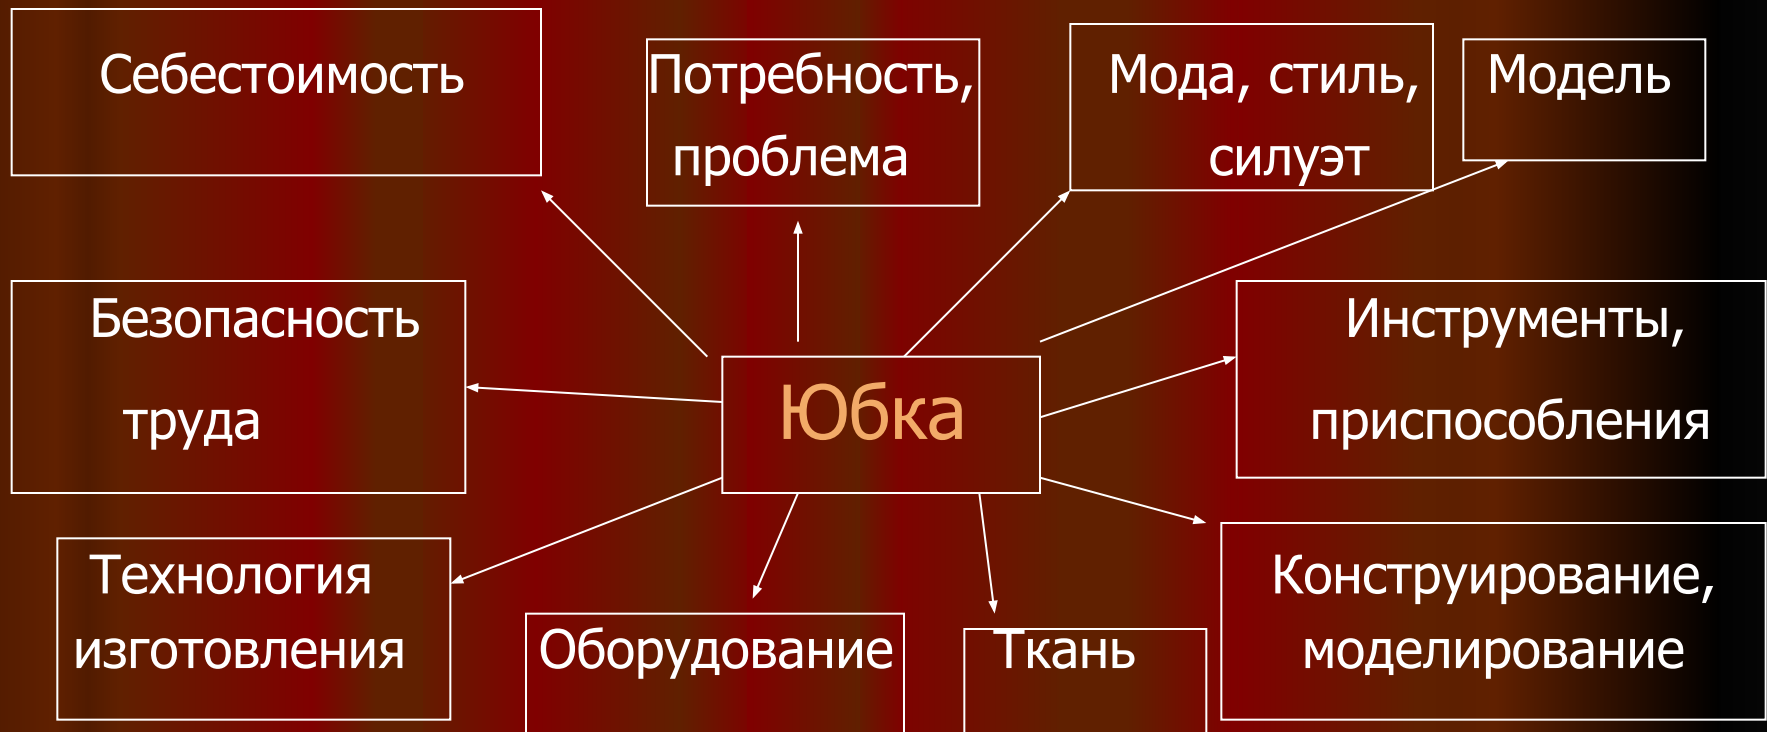 Себестоимость
Потребность,
проблема
Мода, стиль,
силуэт
Модель
Безопасность
труда
Юбка
Инструменты,
приспособления
Технология
изготовления
Оборудование
Ткань
Конструирование,
моделирование